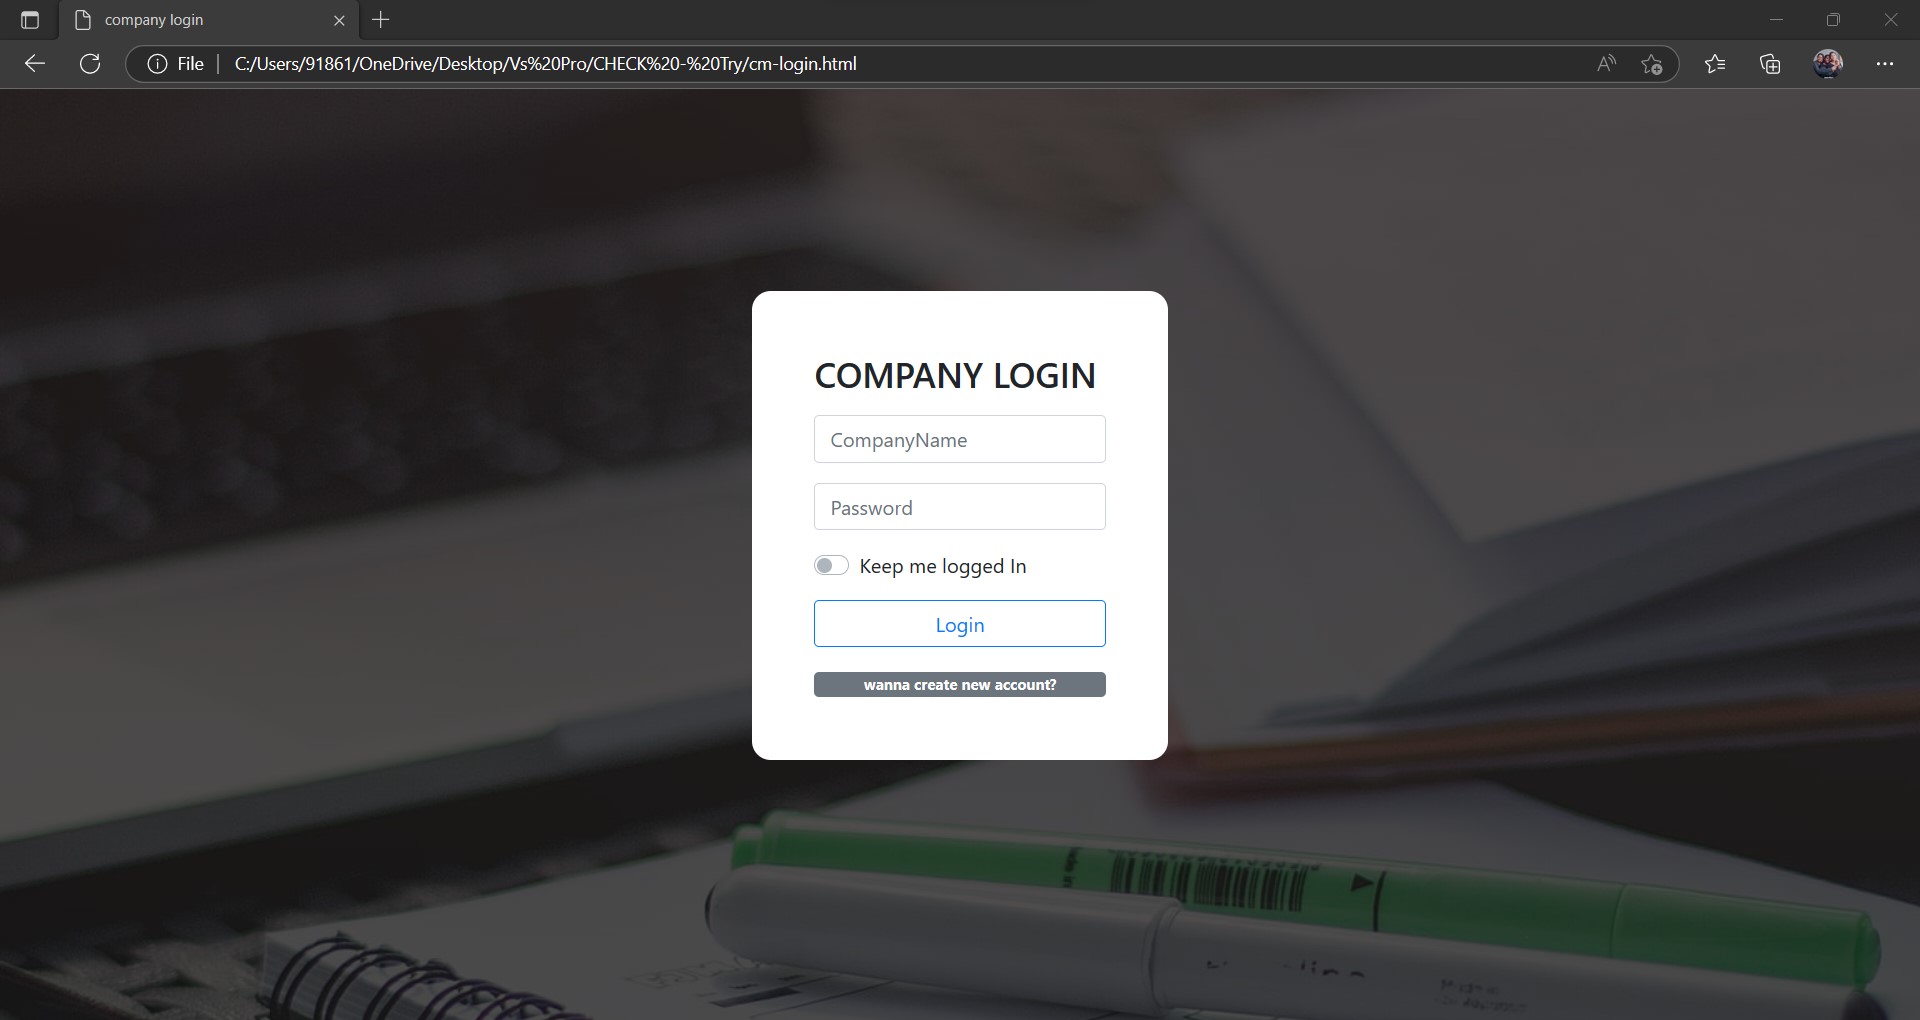 company login
File
C:/Users/91861/OneDrive/Desktop/Vs%20Pro/CHECK%20-%20Try/cm-login.html
COMPANY LOGIN
CompanyName
Password
Keep me logged In
Login
wanna create new account?